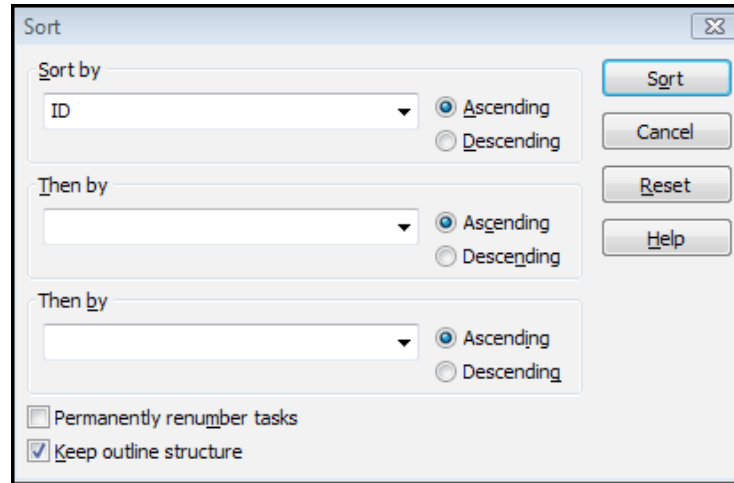 Sort
Sort by
ID
Ascending
Descending
Sort
Cancel
Reset
Help
Then by
Ascending
Descending
Then by
Ascending
Descending
Permanently renumber tasks
Keep outline structure